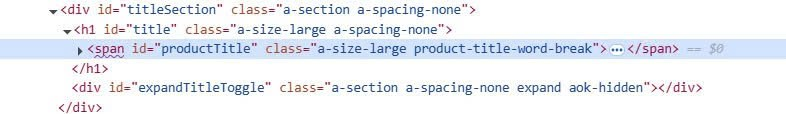 <div id="titleSection" class="a-section a-spacing-none">
<h1 id="title" class="a-size-large a-spacing-none">
<span id="productTitle" class="a-size-large product-title-word-break"> … </span> == $0
</h1>
<div id="expandTitleToggle" class="a-section a-spacing-none expand aok-hidden"></div>
</div>